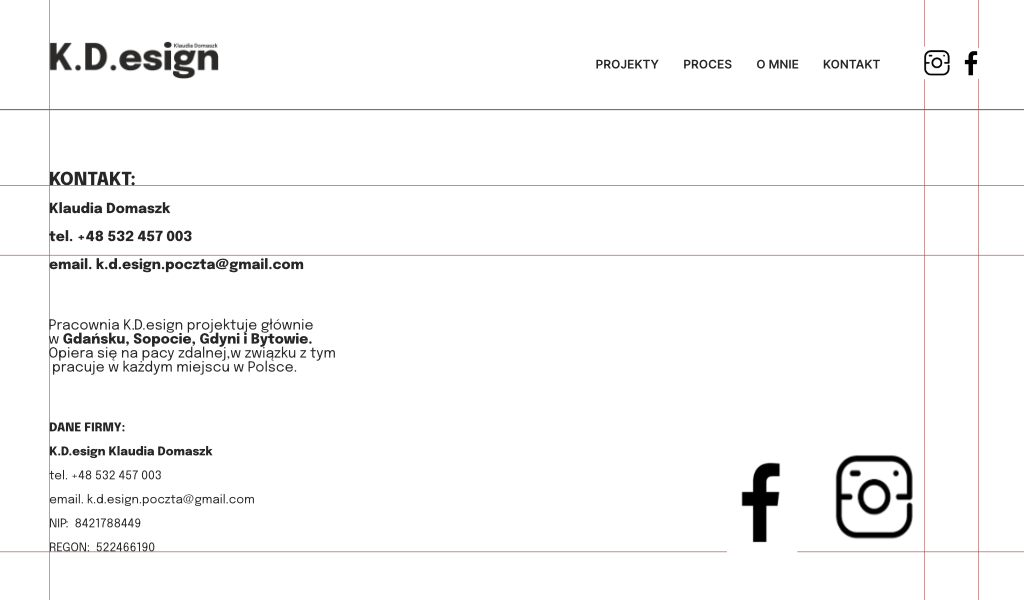 K.D.esign
Klaudia Domaszk
PROJEKTY PROCES O MNIE KONTAKT
KONTAKT:
Klaudia Domaszk
tel. +48 532 457 003
email. k.d.esign.poczta@gmail.com
Pracownia K.D.esign projektuje głównie
w Gdańsku, Sopocie, Gdyni i Bytowie.
Opiera się na pacy zdalnej,w związku z tym
pracuje w każdym miejscu w Polsce.
DANE FIRMY:
K.D.esign Klaudia Domaszk
tel. +48 532 457 003
email. k.d.esign.poczta@gmail.com
NIP: 8421788449
REGON: 522466190